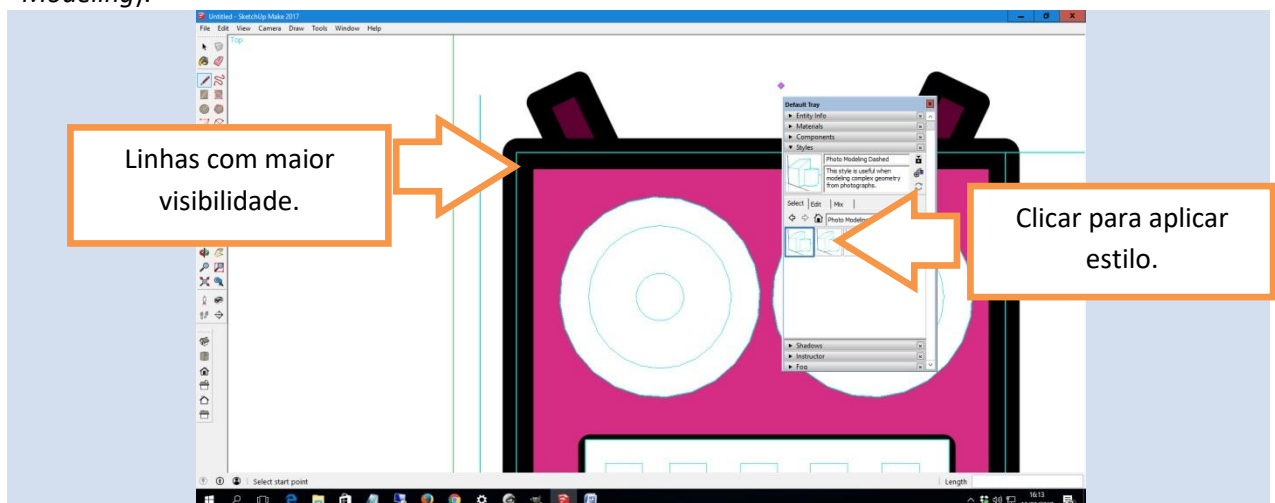 Modeling).
Untitled - SketchUp Make 2017
File Edit View Camera Draw Tools Window Help
Top
Default Tray
Entity Info
Materials
Components
Styles
Photo Modeling Dashed
This style is useful when
modeling complex geometry
from photographs.
Select Edit Mix
Photo Modeling
Linhas com maior
visibilidade.
Clicar para aplicar
estilo.
Shadows
Instructor
Fog
Select start point
Length
16:13